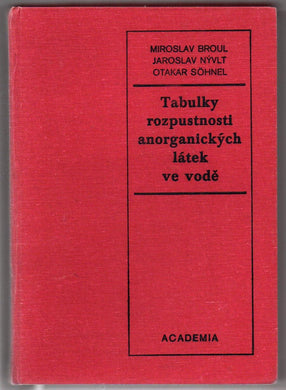 MIROSLAV BROUL
JAROSLAV NÝVLT
OTAKAR SÖHNEL
Tabulky
rozpustnosti
anorganických
látek
ve vodě
ACADEMIA